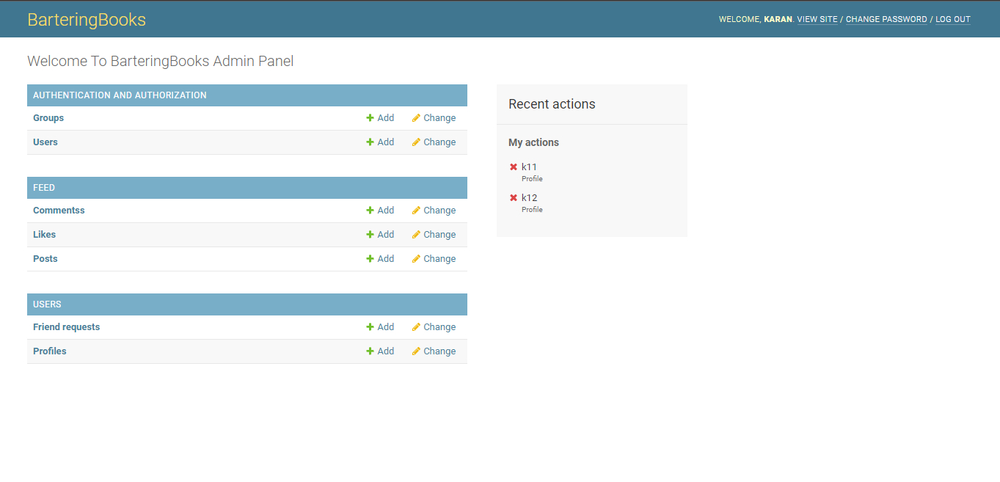 BarteringBooks
WELCOME, KARAN. VIEW SITE / CHANGE PASSWORD / LOG OUT
Welcome To BarteringBooks Admin Panel
AUTHENTICATION AND AUTHORIZATION
Groups Add Change
Users Add Change
FEED
Commentss Add Change
Likes Add Change
Posts Add Change
USERS
Friend requests Add Change
Profiles Add Change
Recent actions
My actions
k11
Profile
k12
Profile